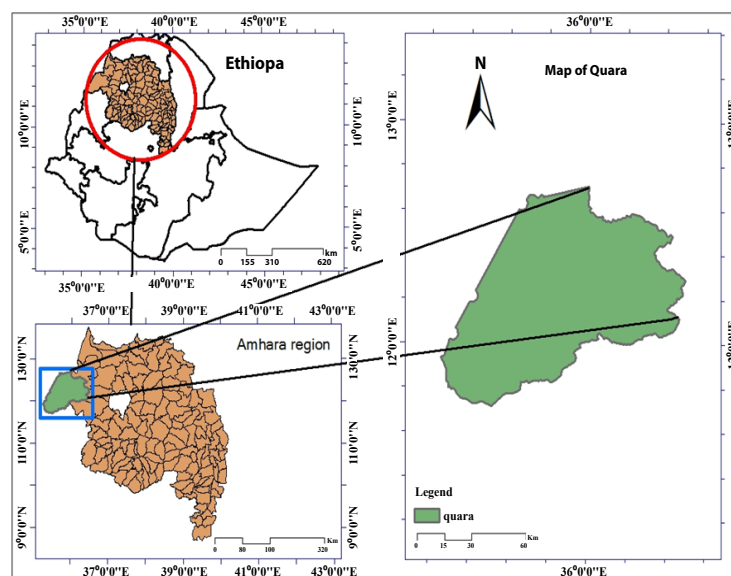 35°0'0"E 40°0'0"E 45°0'0"E
Ethiopa
10°0'0"E
10°0'0"E
5°0'0"E
5°0'0"E
km
0 155 310 620
35°0'0"E 40°0'0"E 45°0'0"E
37°0'0"E 39°0'0"E 41°0'0"E 43°0'0"E
Amhara region
130°0'N
130°0'N
110°0'N
110°0'N
9°0'0"N
9°0'0"N
Km
0 80 100 320
37°0'0"E 39°0'0"E 41°0'0"E 43°0'0"E
36°0'0"E
N
Map of Quara
13°0'0"E
12°0'0"E
Legend
quara
Km
0 15 30 60
36°0'0"E